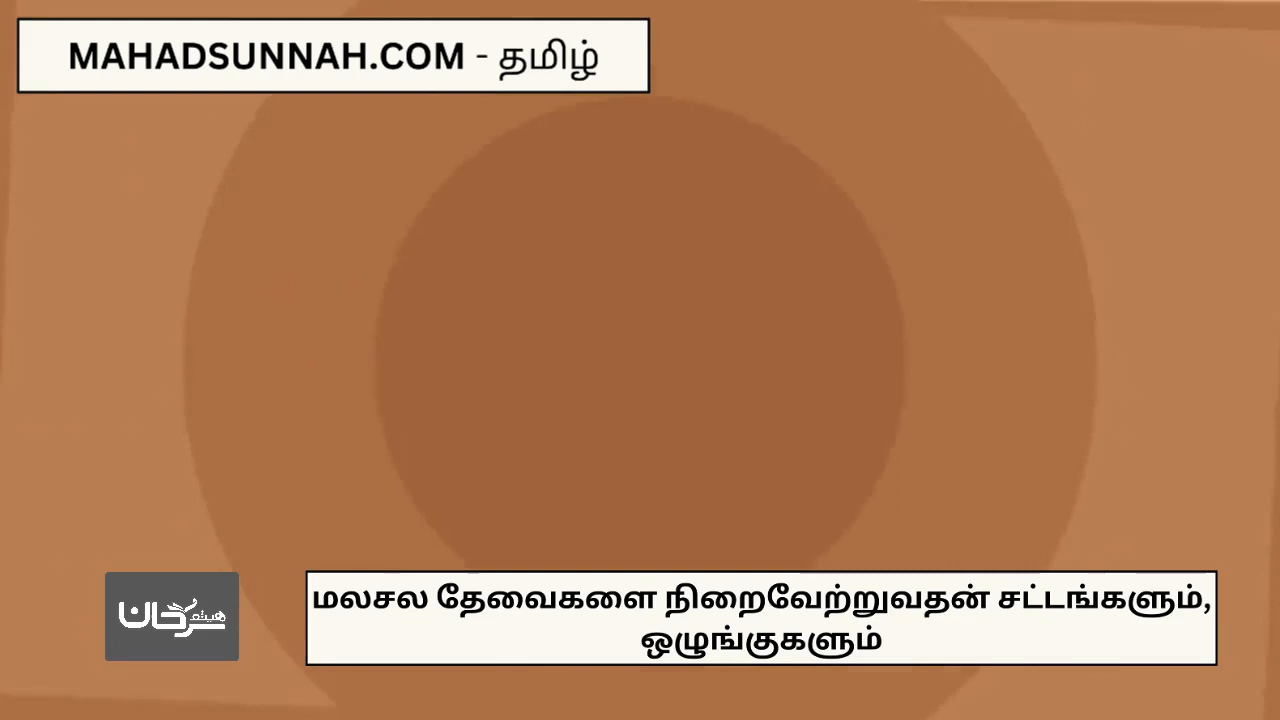 MAHADSUNNAH.COM - தமிழ்
மலசல தேவைகளை நிறைவேற்றுவதன் சட்டங்களும்,
ஒழுங்குகளும்